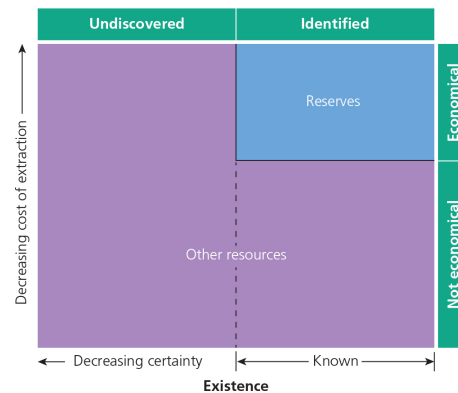 Undiscovered
Identified
Decreasing cost of extraction
Reserves
Economical
Other resources
Not economical
Decreasing certainty
Known
Existence